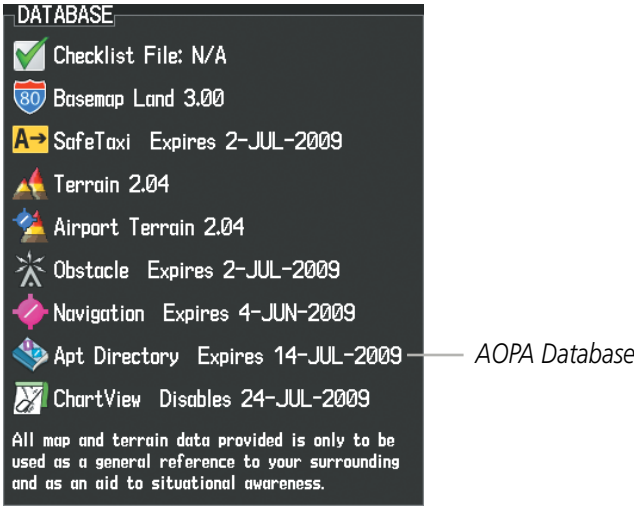 DATABASE
Checklist File: N/A
80 Basemap Land 3.00
A→ SafeTaxi Expires 2-JUL-2009
Terrain 2.04
Airport Terrain 2.04
Obstacle Expires 2-JUL-2009
Navigation Expires 4-JUN-2009
Apt Directory Expires 14-JUL-2009 AOPA Database
ChartView Disables 24-JUL-2009
All map and terrain data provided is only to be
used as a general reference to your surrounding
and as an aid to situational awareness.